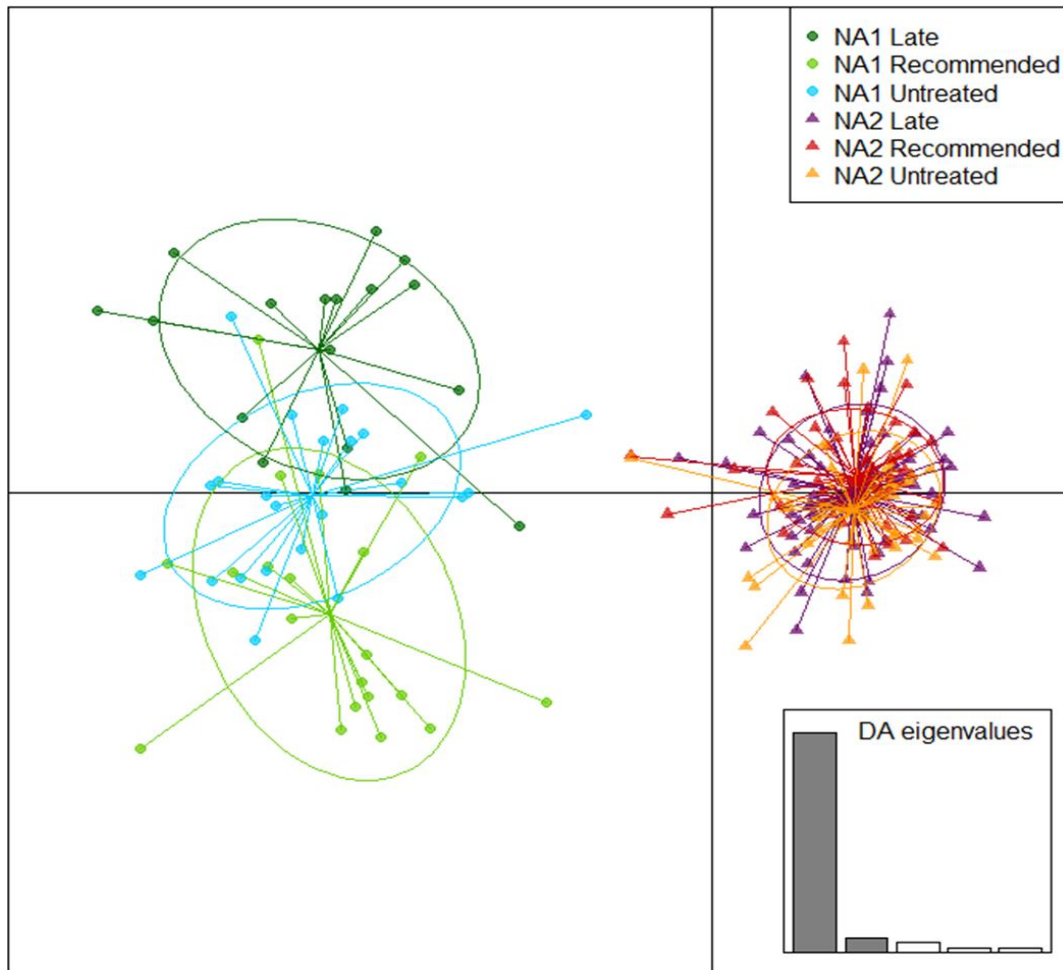 NA1 Late
NA1 Recommended
NA1 Untreated
NA2 Late
NA2 Recommended
NA2 Untreated
DA eigenvalues